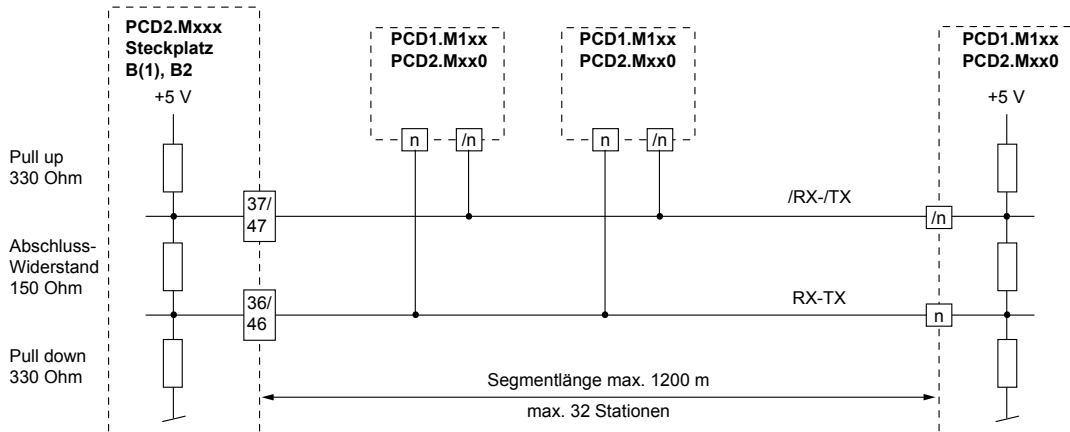 PCD2.Mxxx
Steckplatz
B(1), B2
+5 V
PCD1.M1xx
PCD2.Mxx0
PCD1.M1xx
PCD2.Mxx0
PCD1.M1xx
PCD2.Mxx0
+5 V
n
/n
n
/n
Pull up
330 Ohm
37/
47
/RX-/TX
/n
Abschluss-
Widerstand
150 Ohm
36/
46
RX-TX
n
Pull down
330 Ohm
Segmentlänge max. 1200 m
max. 32 Stationen